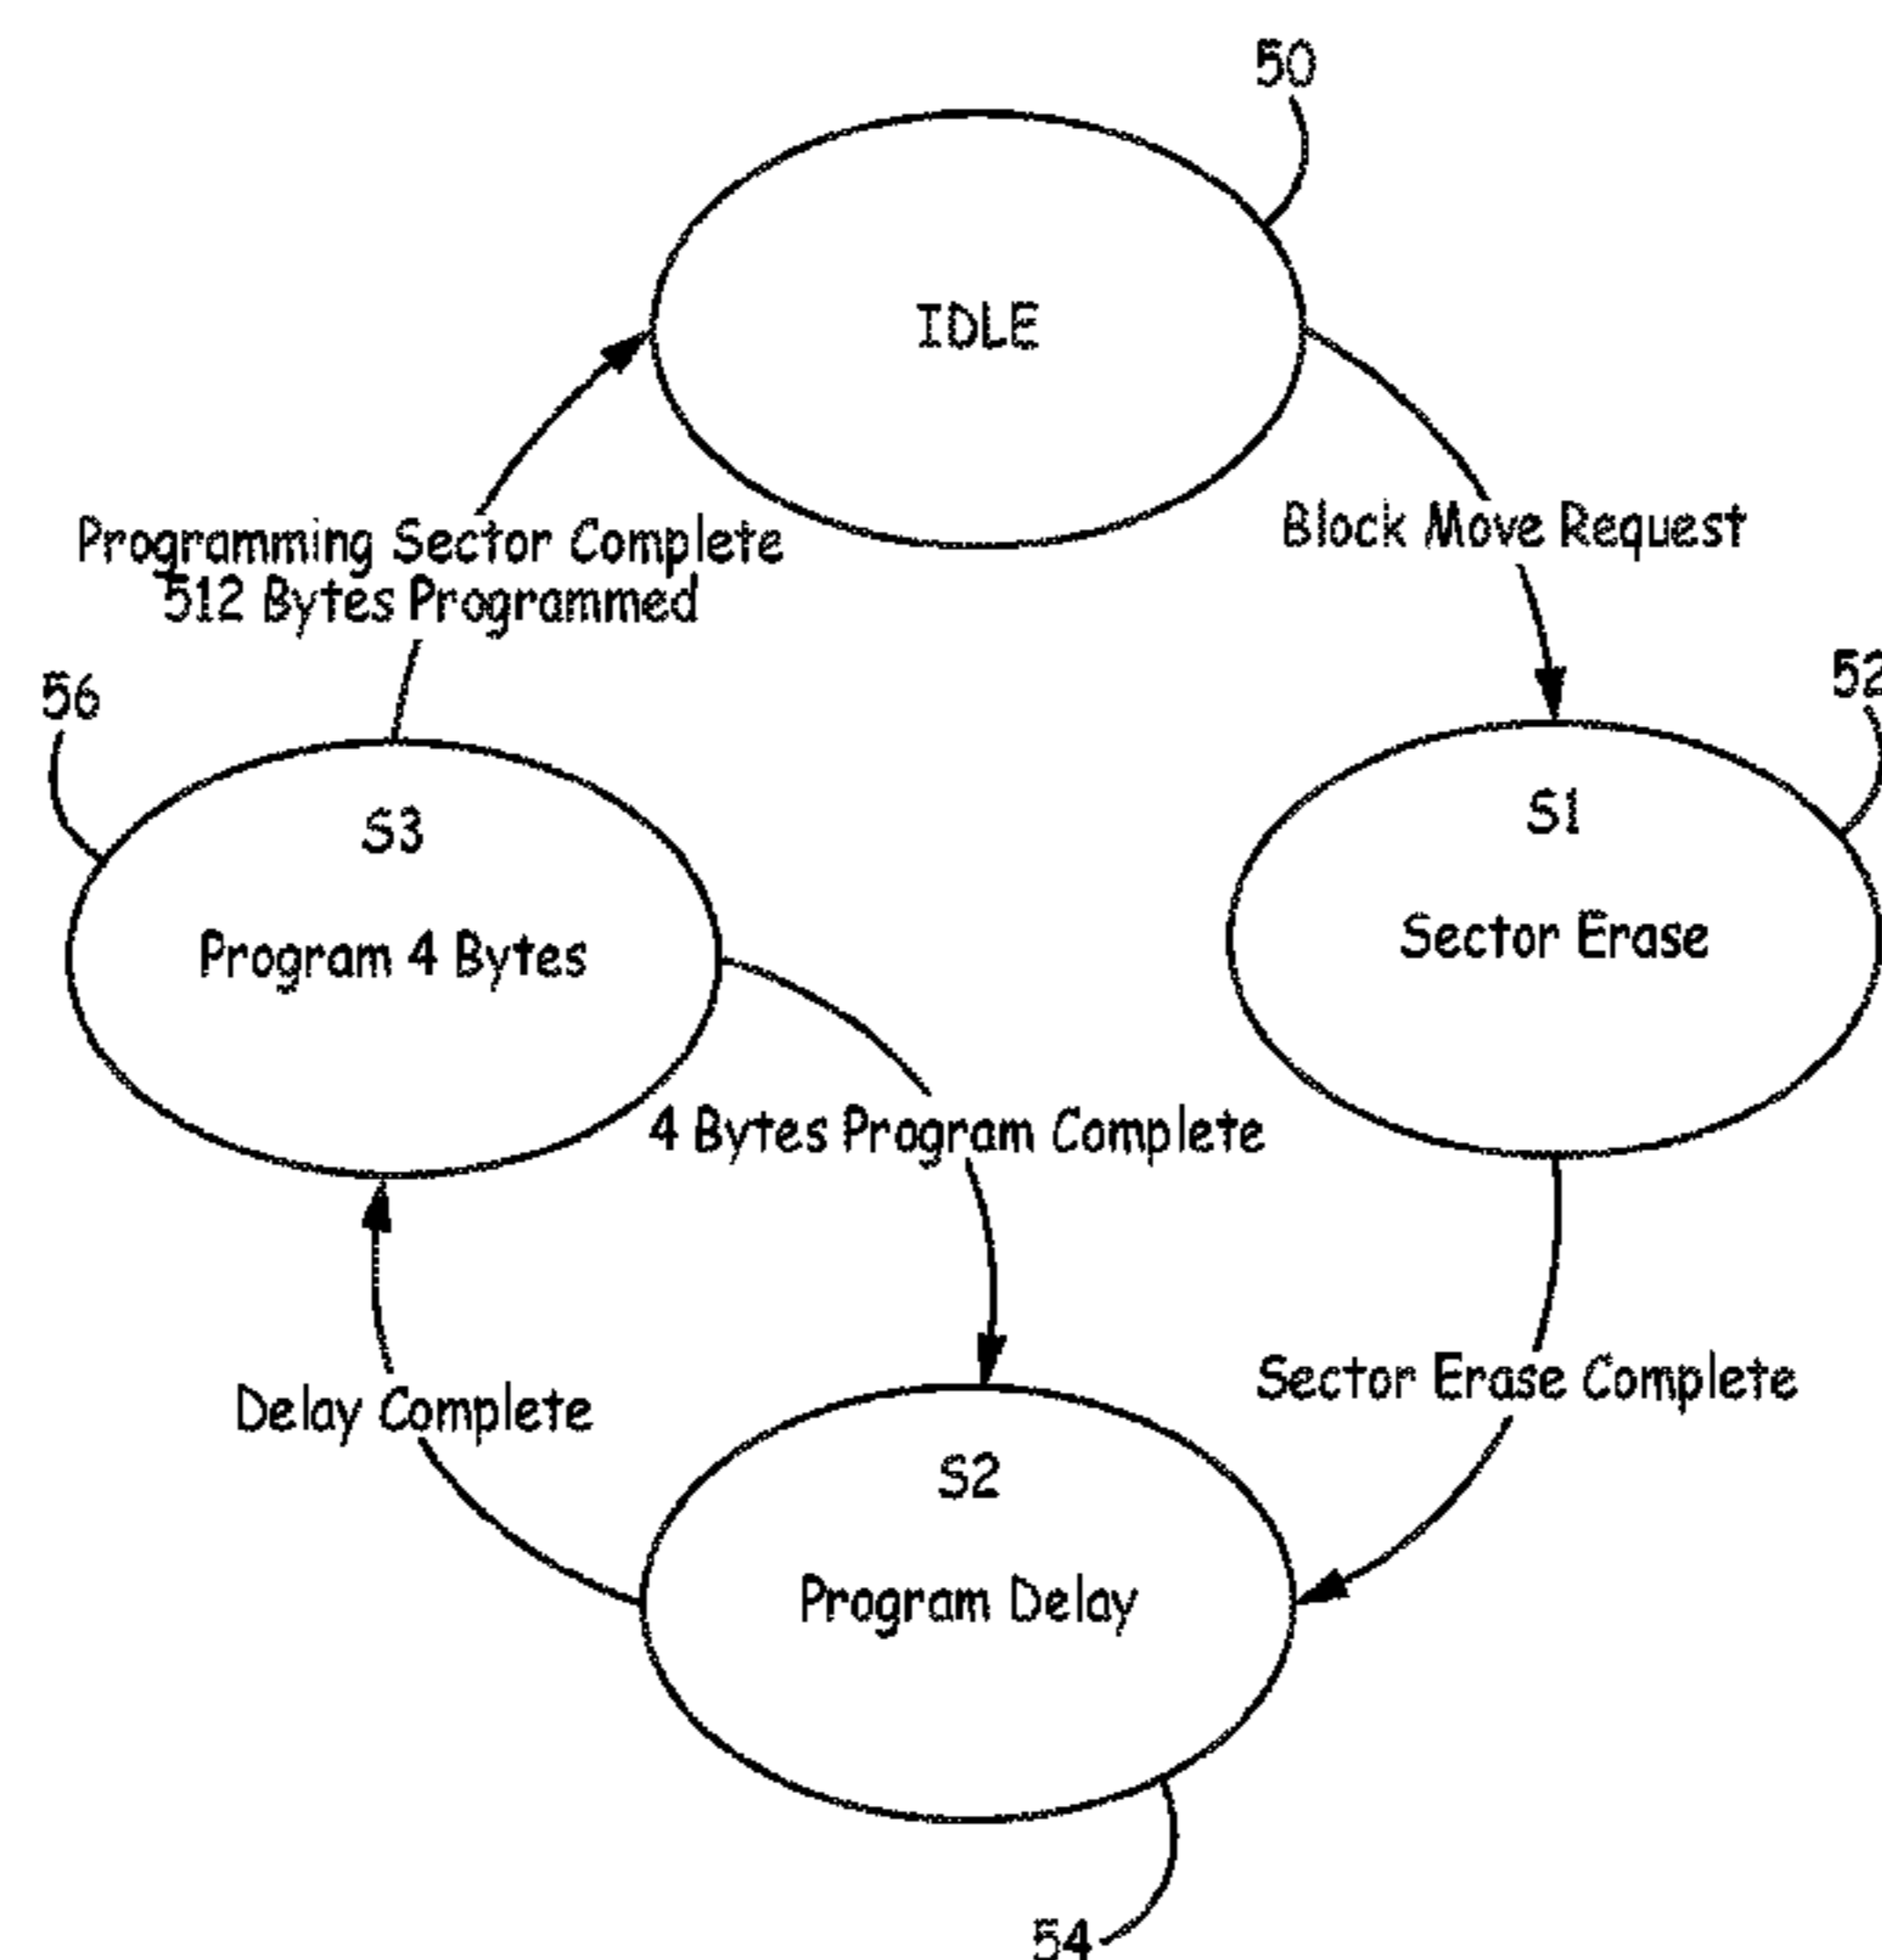 50
IDLE
Block Move Request
Programming Sector Complete
512 Bytes Programmed
56
52
S3
Program 4 Bytes
S1
Sector Erase
4 Bytes Program Complete
Delay Complete
Sector Erase Complete
S2
Program Delay
54